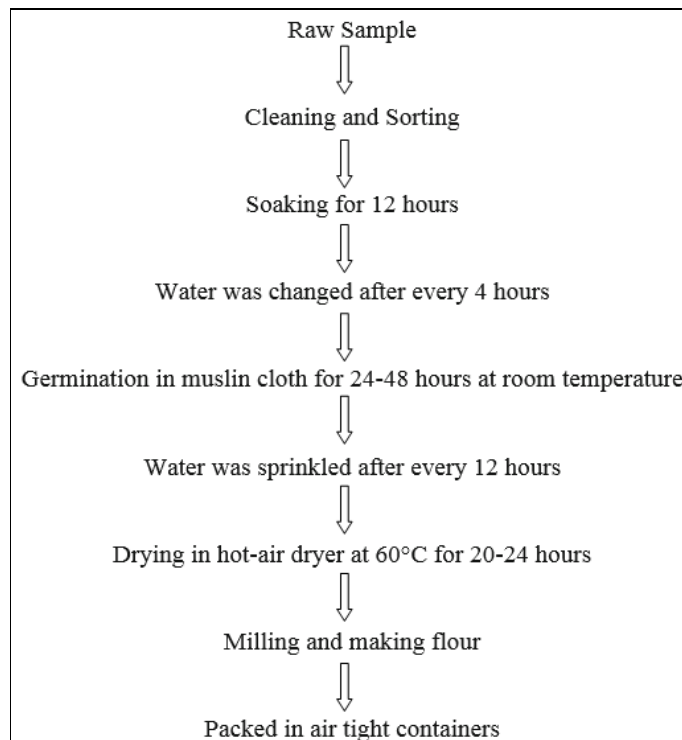 Raw Sample
Cleaning and Sorting
Soaking for 12 hours
Water was changed after every 4 hours
Germination in muslin cloth for 24-48 hours at room temperature
Water was sprinkled after every 12 hours
Drying in hot-air dryer at 60°C for 20-24 hours
Milling and making flour
Packed in air tight containers